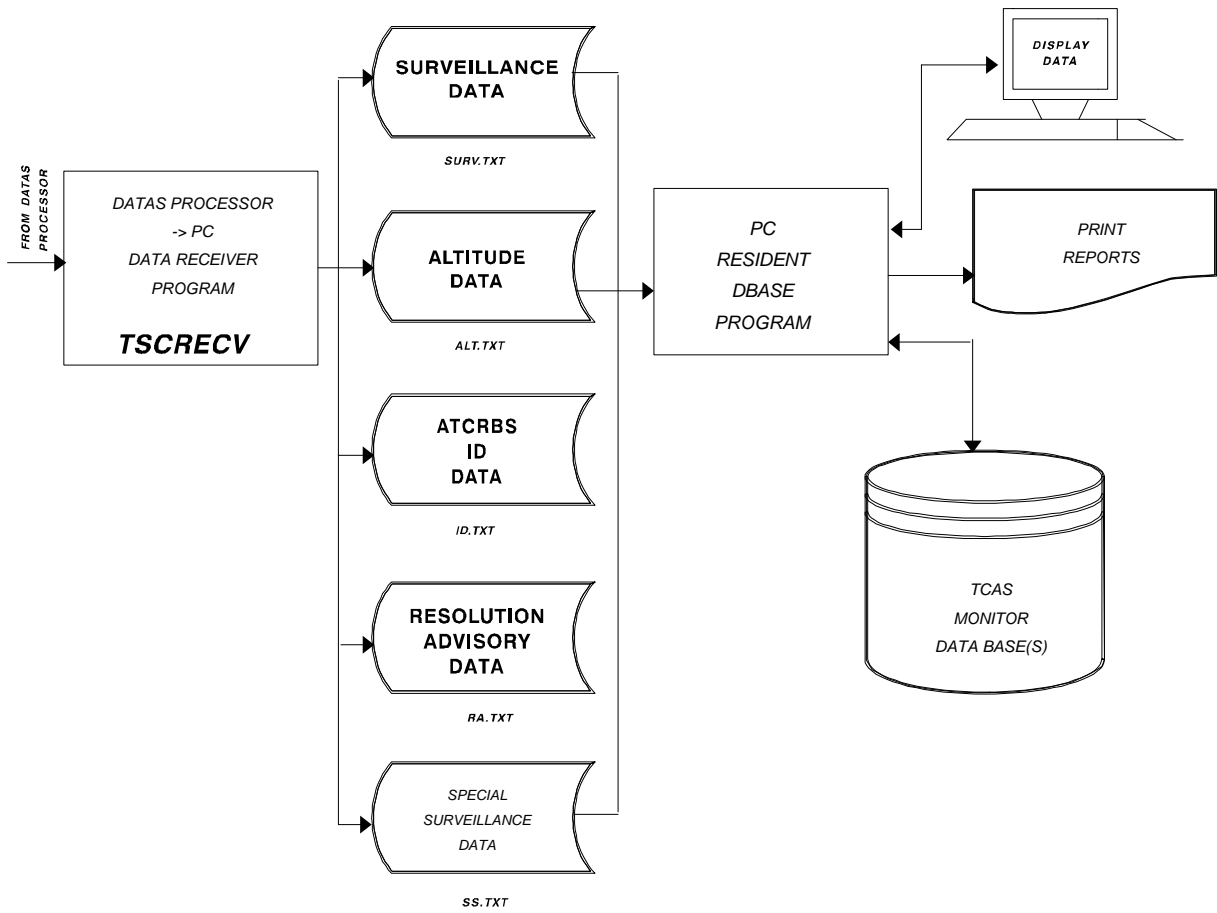 FROM DATAS
PROCESSOR
DATAS PROCESSOR
-> PC
DATA RECEIVER
PROGRAM
TSCRECV
SURVEILLANCE
DATA
SURV.TXT
ALTITUDE
DATA
ALT.TXT
ATCRBS
ID
DATA
ID.TXT
RESOLUTION
ADVISORY
DATA
RA.TXT
SPECIAL
SURVEILLANCE
DATA
SS.TXT
PC
RESIDENT
DBASE
PROGRAM
DISPLAY
DATA
PRINT
REPORTS
TCAS
MONITOR
DATA BASE(S)